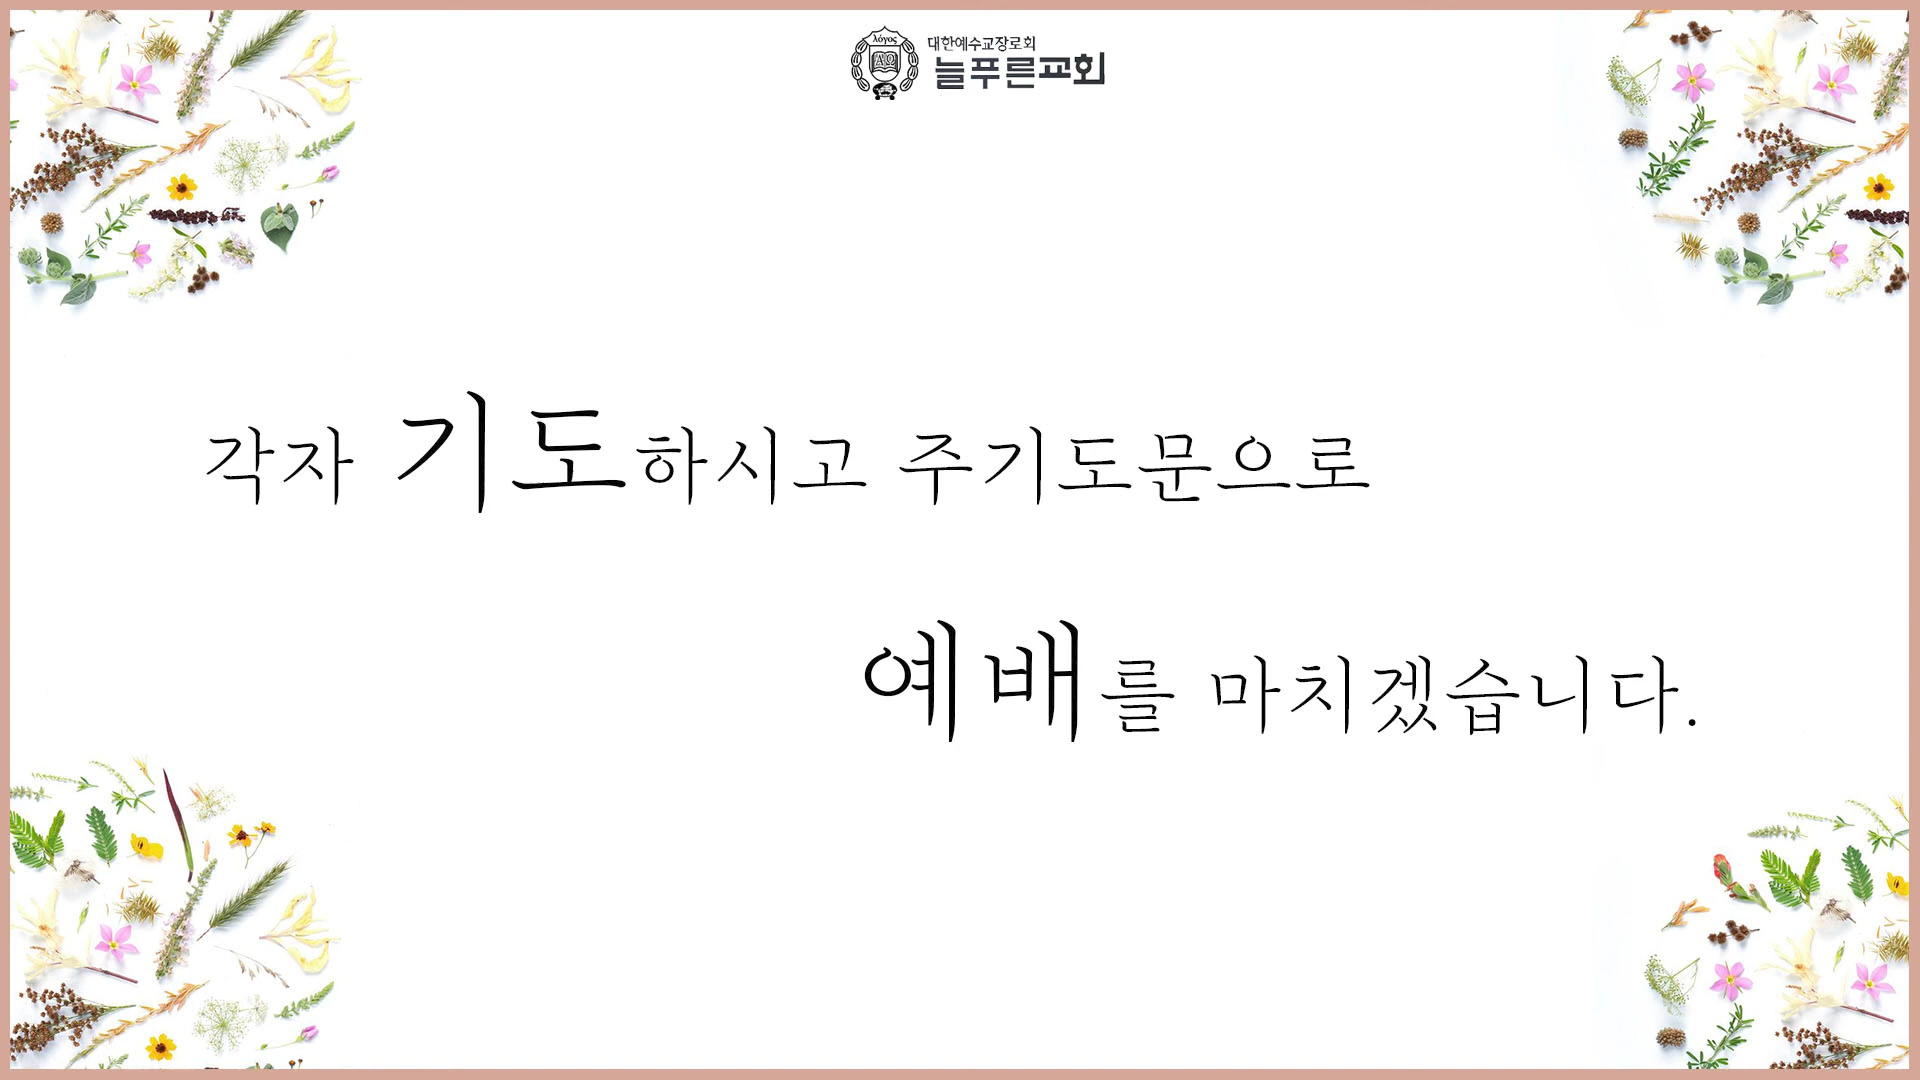 λόγος
ΑΩ
대한예수교장로회
늘푸른교회
각자 기도하시고 주기도문으로
예배를 마치겠습니다.